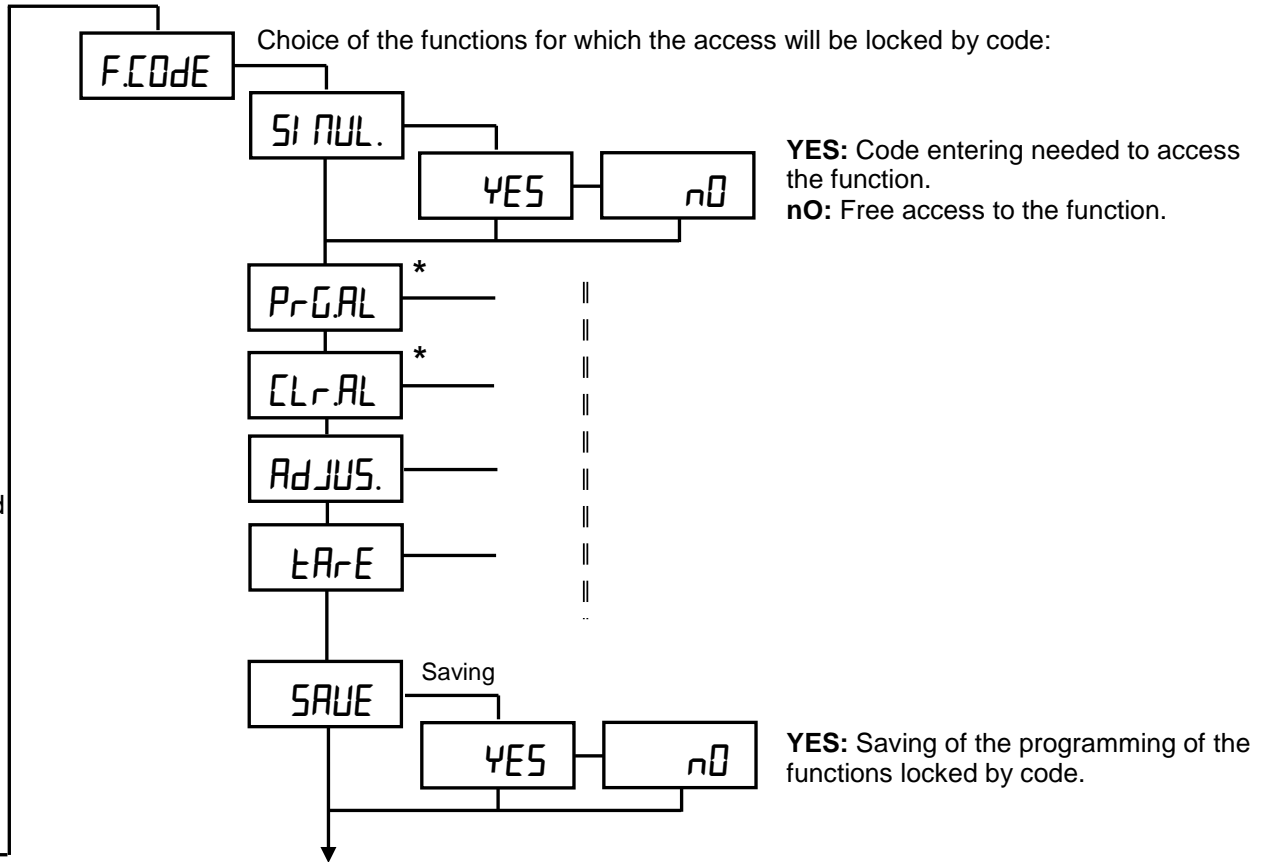 Choice of the functions for which the access will be locked by code:
F.COdE
SIMUL.
YES
nO
YES: Code entering needed to access
the function.
nO: Free access to the function.
PrG.AL
*
CLr.AL
*
AdJUS.
tArE
SAVE
Saving
YES
nO
YES: Saving of the programming of the
functions locked by code.